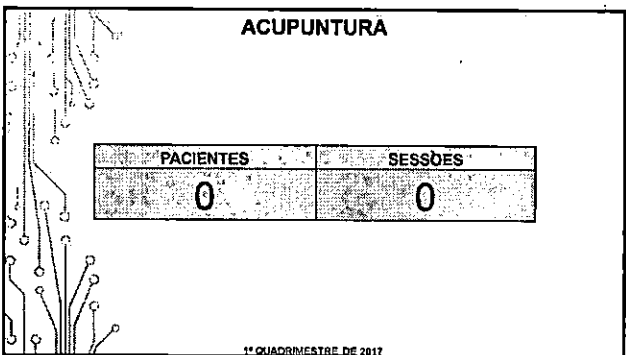 ACUPUNTURA
PACIENTES SESSÕES
0 0
1º QUADRIMESTRE DE 2017